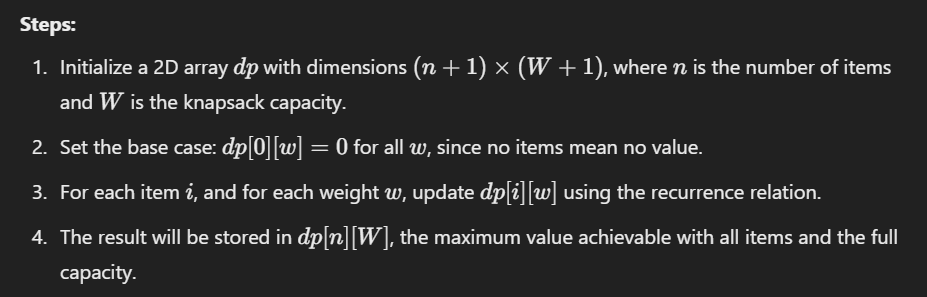 Steps:
1. Initialize a 2D array dp with dimensions (n + 1) × (W + 1), where n is the number of items
and W is the knapsack capacity.
2. Set the base case: dp[0][w] = 0 for all w, since no items mean no value.
3. For each item i, and for each weight w, update dp[i][w] using the recurrence relation.
4. The result will be stored in dp[n][W], the maximum value achievable with all items and the full
capacity.